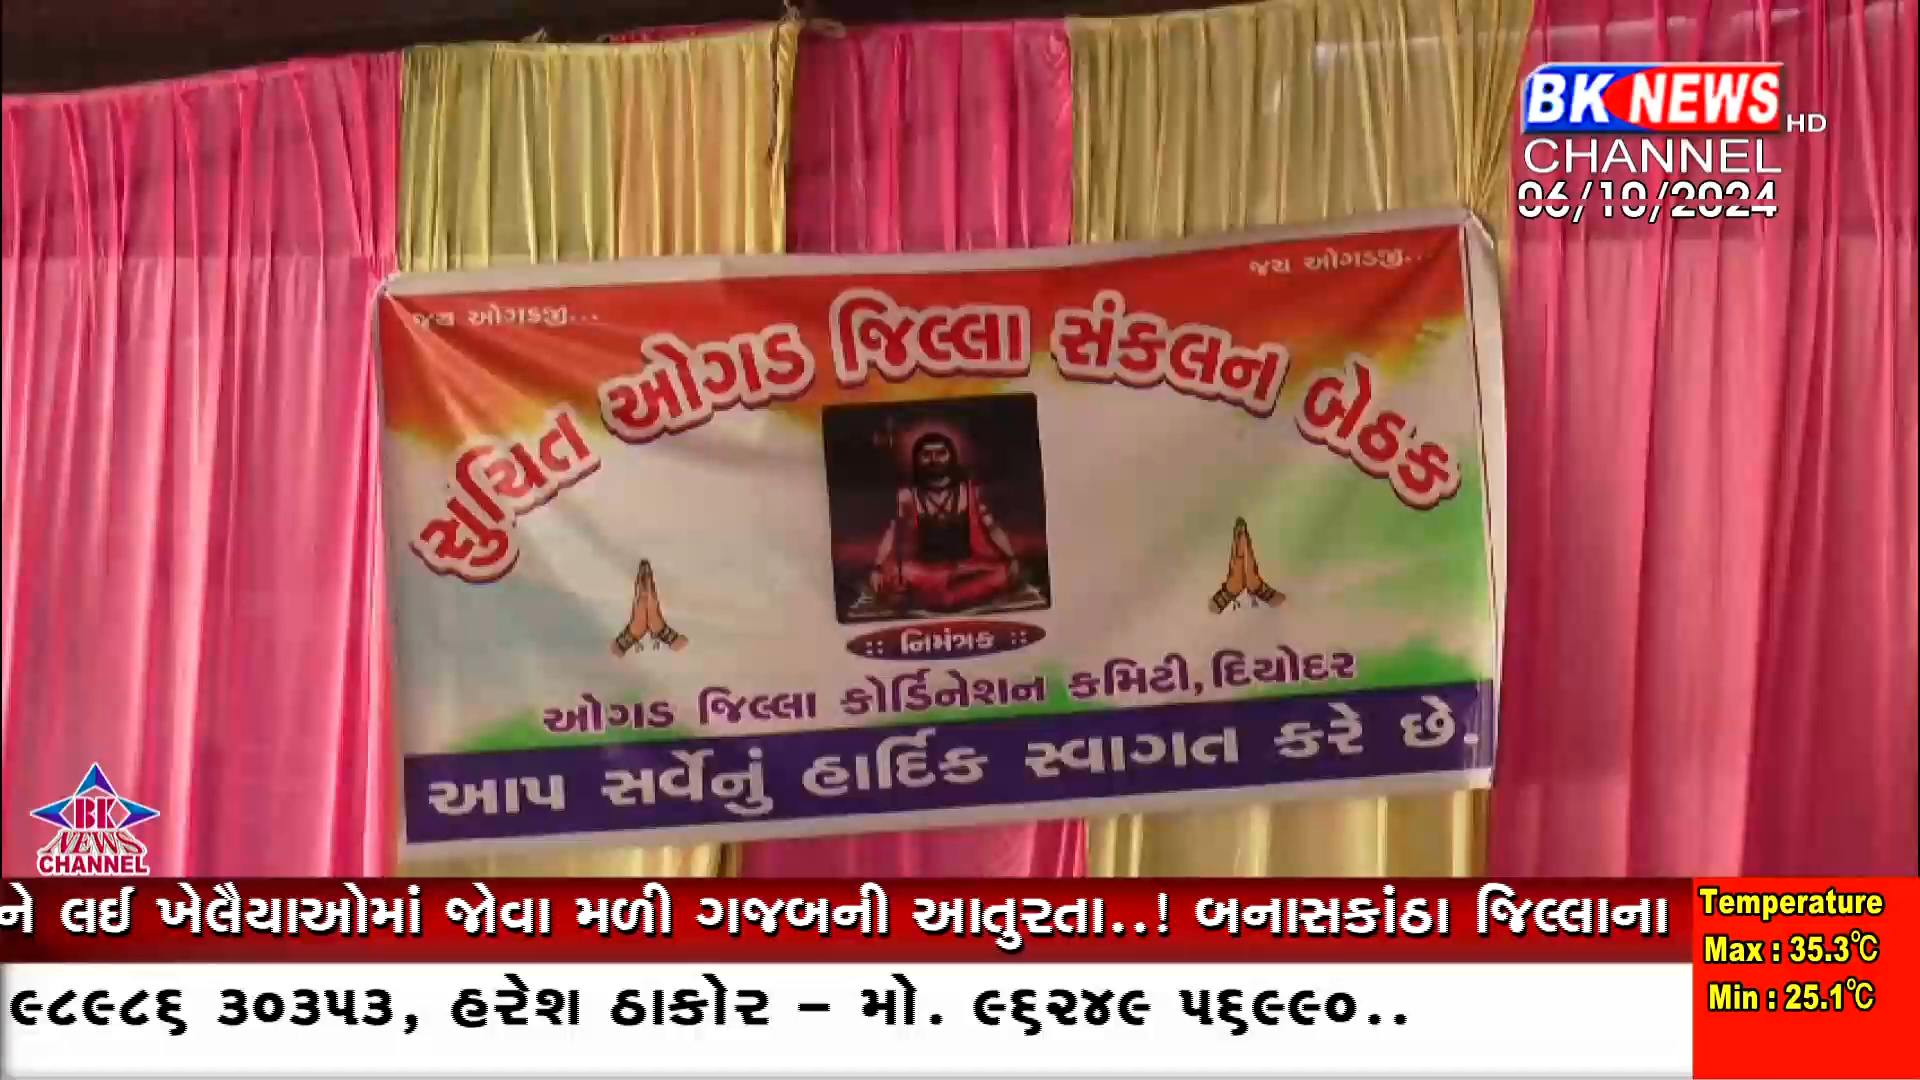 BK NEWS HD
CHANNEL
06/10/2024
જય ઓગડજી...
જય ઓગડજી...
સુચિત ઓગડ જિલ્લા સંકલન બેઠક
:: નિમંત્રક ::
ઓગડ જિલ્લા કોર્ડિનેશન કમિટી, દિયોદર
આપ સર્વેનું હાર્દિક સ્વાગત કરે છે.
BK
NEWS
CHANNEL
ને લઈ ખેલૈયાઓમાં જોવા મળી ગજબની આતુરતા..! બનાસકાંઠા જિલ્લાના
૯૮૯૮૬ ૩૦૩૫૩, હરેશ ઠાકોર - મો. ૯૬૨૪૯ ૫૬૯૯૦..
Temperature
Max : 35.3℃
Min : 25.1℃